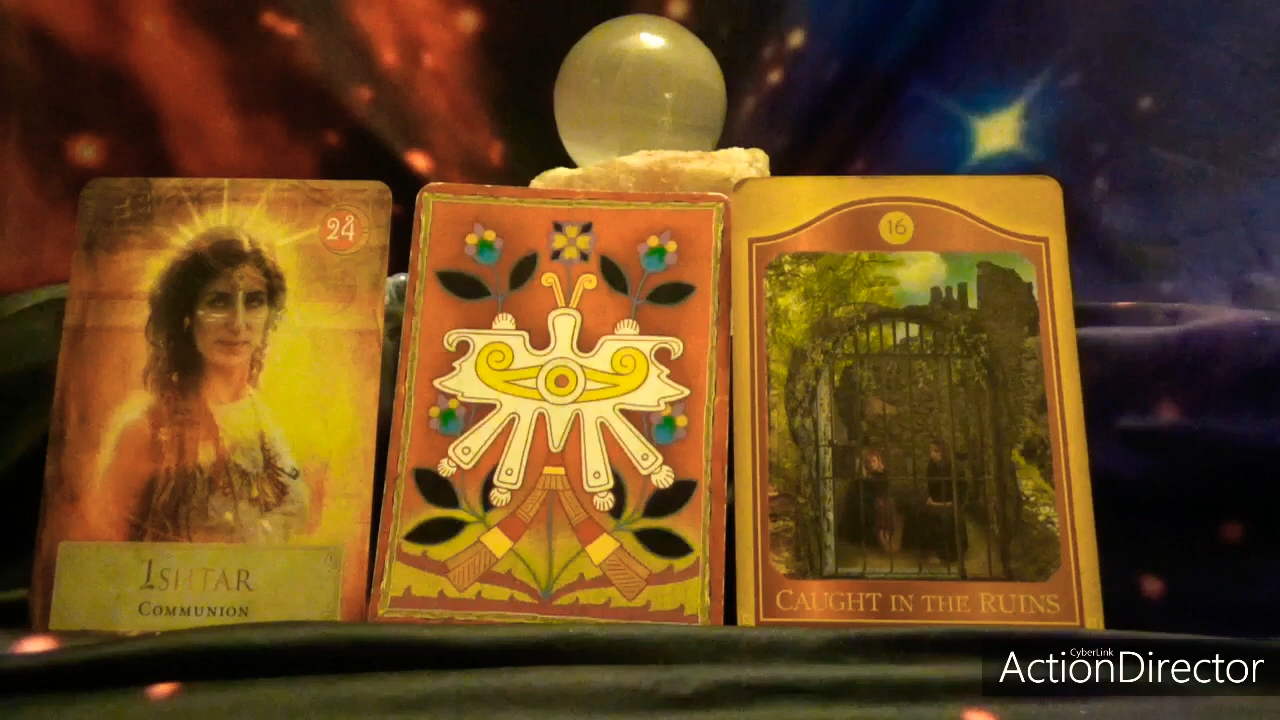 24
ISHTAR
COMMUNION
16
CAUGHT IN THE RUINS
CyberLink
ActionDirector